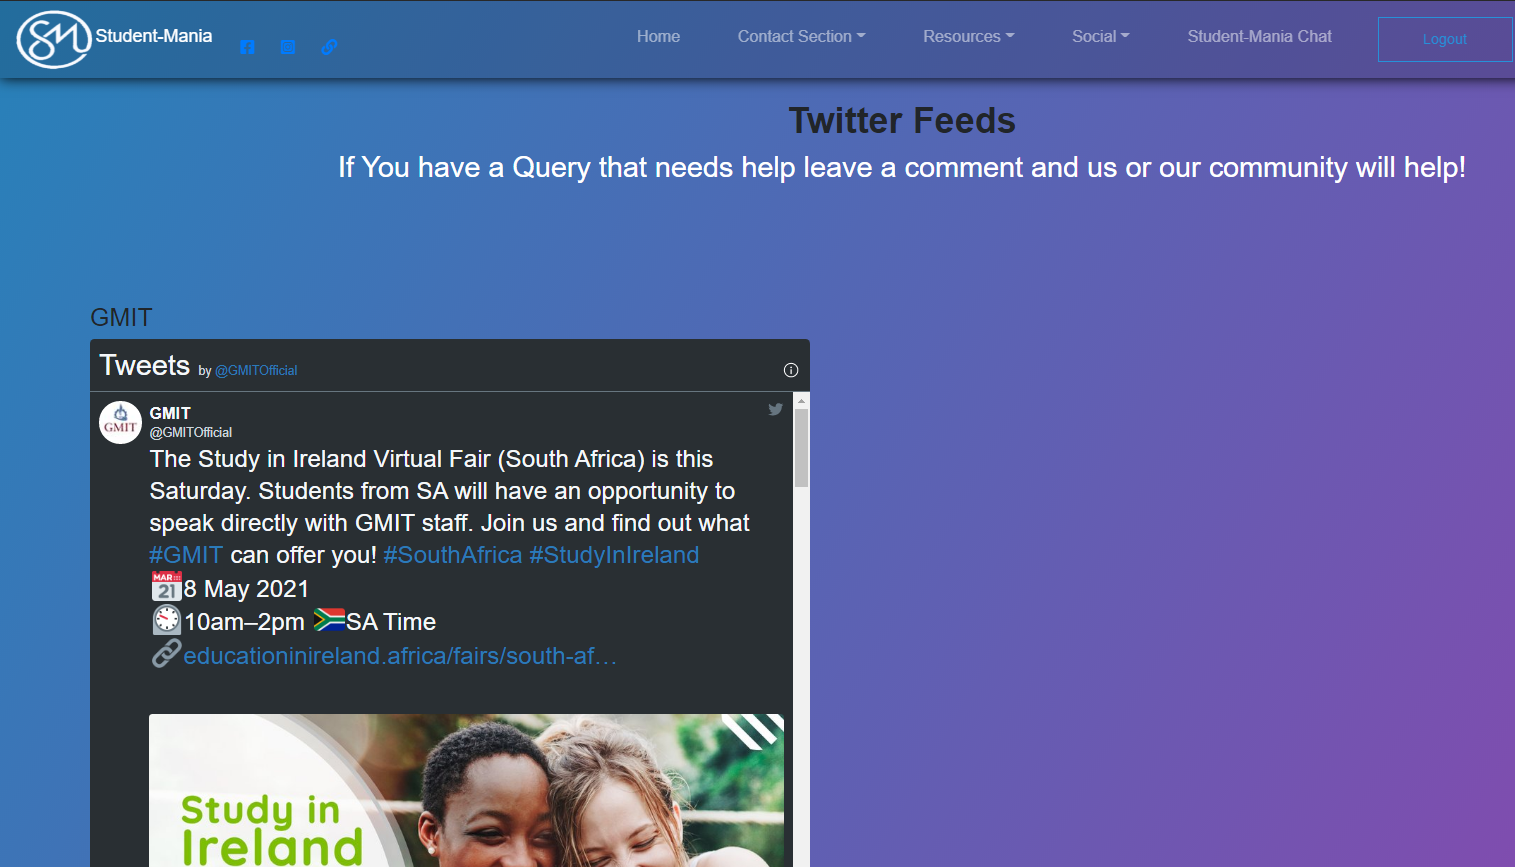 SM Student-Mania Home Contact Section Resources Social Student-Mania Chat Logout
Twitter Feeds
If You have a Query that needs help leave a comment and us or our community will help!
GMIT
Tweets by @GMITOfficial
GMIT
GMIT
@GMITOfficial
The Study in Ireland Virtual Fair (South Africa) is this
Saturday. Students from SA will have an opportunity to
speak directly with GMIT staff. Join us and find out what
#GMIT can offer you! #SouthAfrica #StudyInIreland
📅8 May 2021
🕙10am–2pm 🇿🇦SA Time
🔗educationinireland.africa/fairs/south-af…
Study in
Ireland